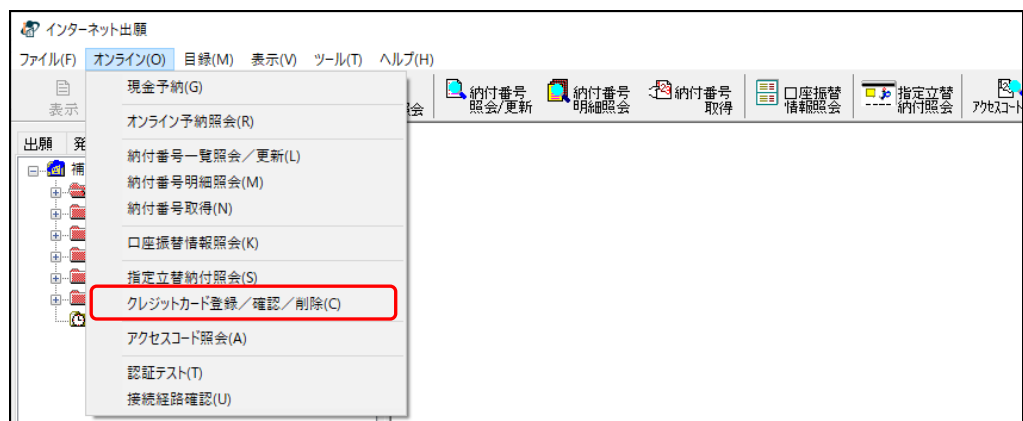 インターネット出願
ファイル(F) オンライン(O) 目録(M) 表示(V) ツール(T) ヘルプ(H)
表示
会
納付番号
照会/更新
納付番号
明細照会
納付番号
取得
口座振替
情報照会
指定立替
納付照会
アクセスコード
出願 発
補
現金予納(G)
オンライン予納照会(R)
納付番号一覧照会/更新(L)
納付番号明細照会(M)
納付番号取得(N)
口座振替情報照会(K)
指定立替納付照会(S)
クレジットカード登録/確認/削除(C)
アクセスコード照会(A)
認証テスト(T)
接続経路確認(U)